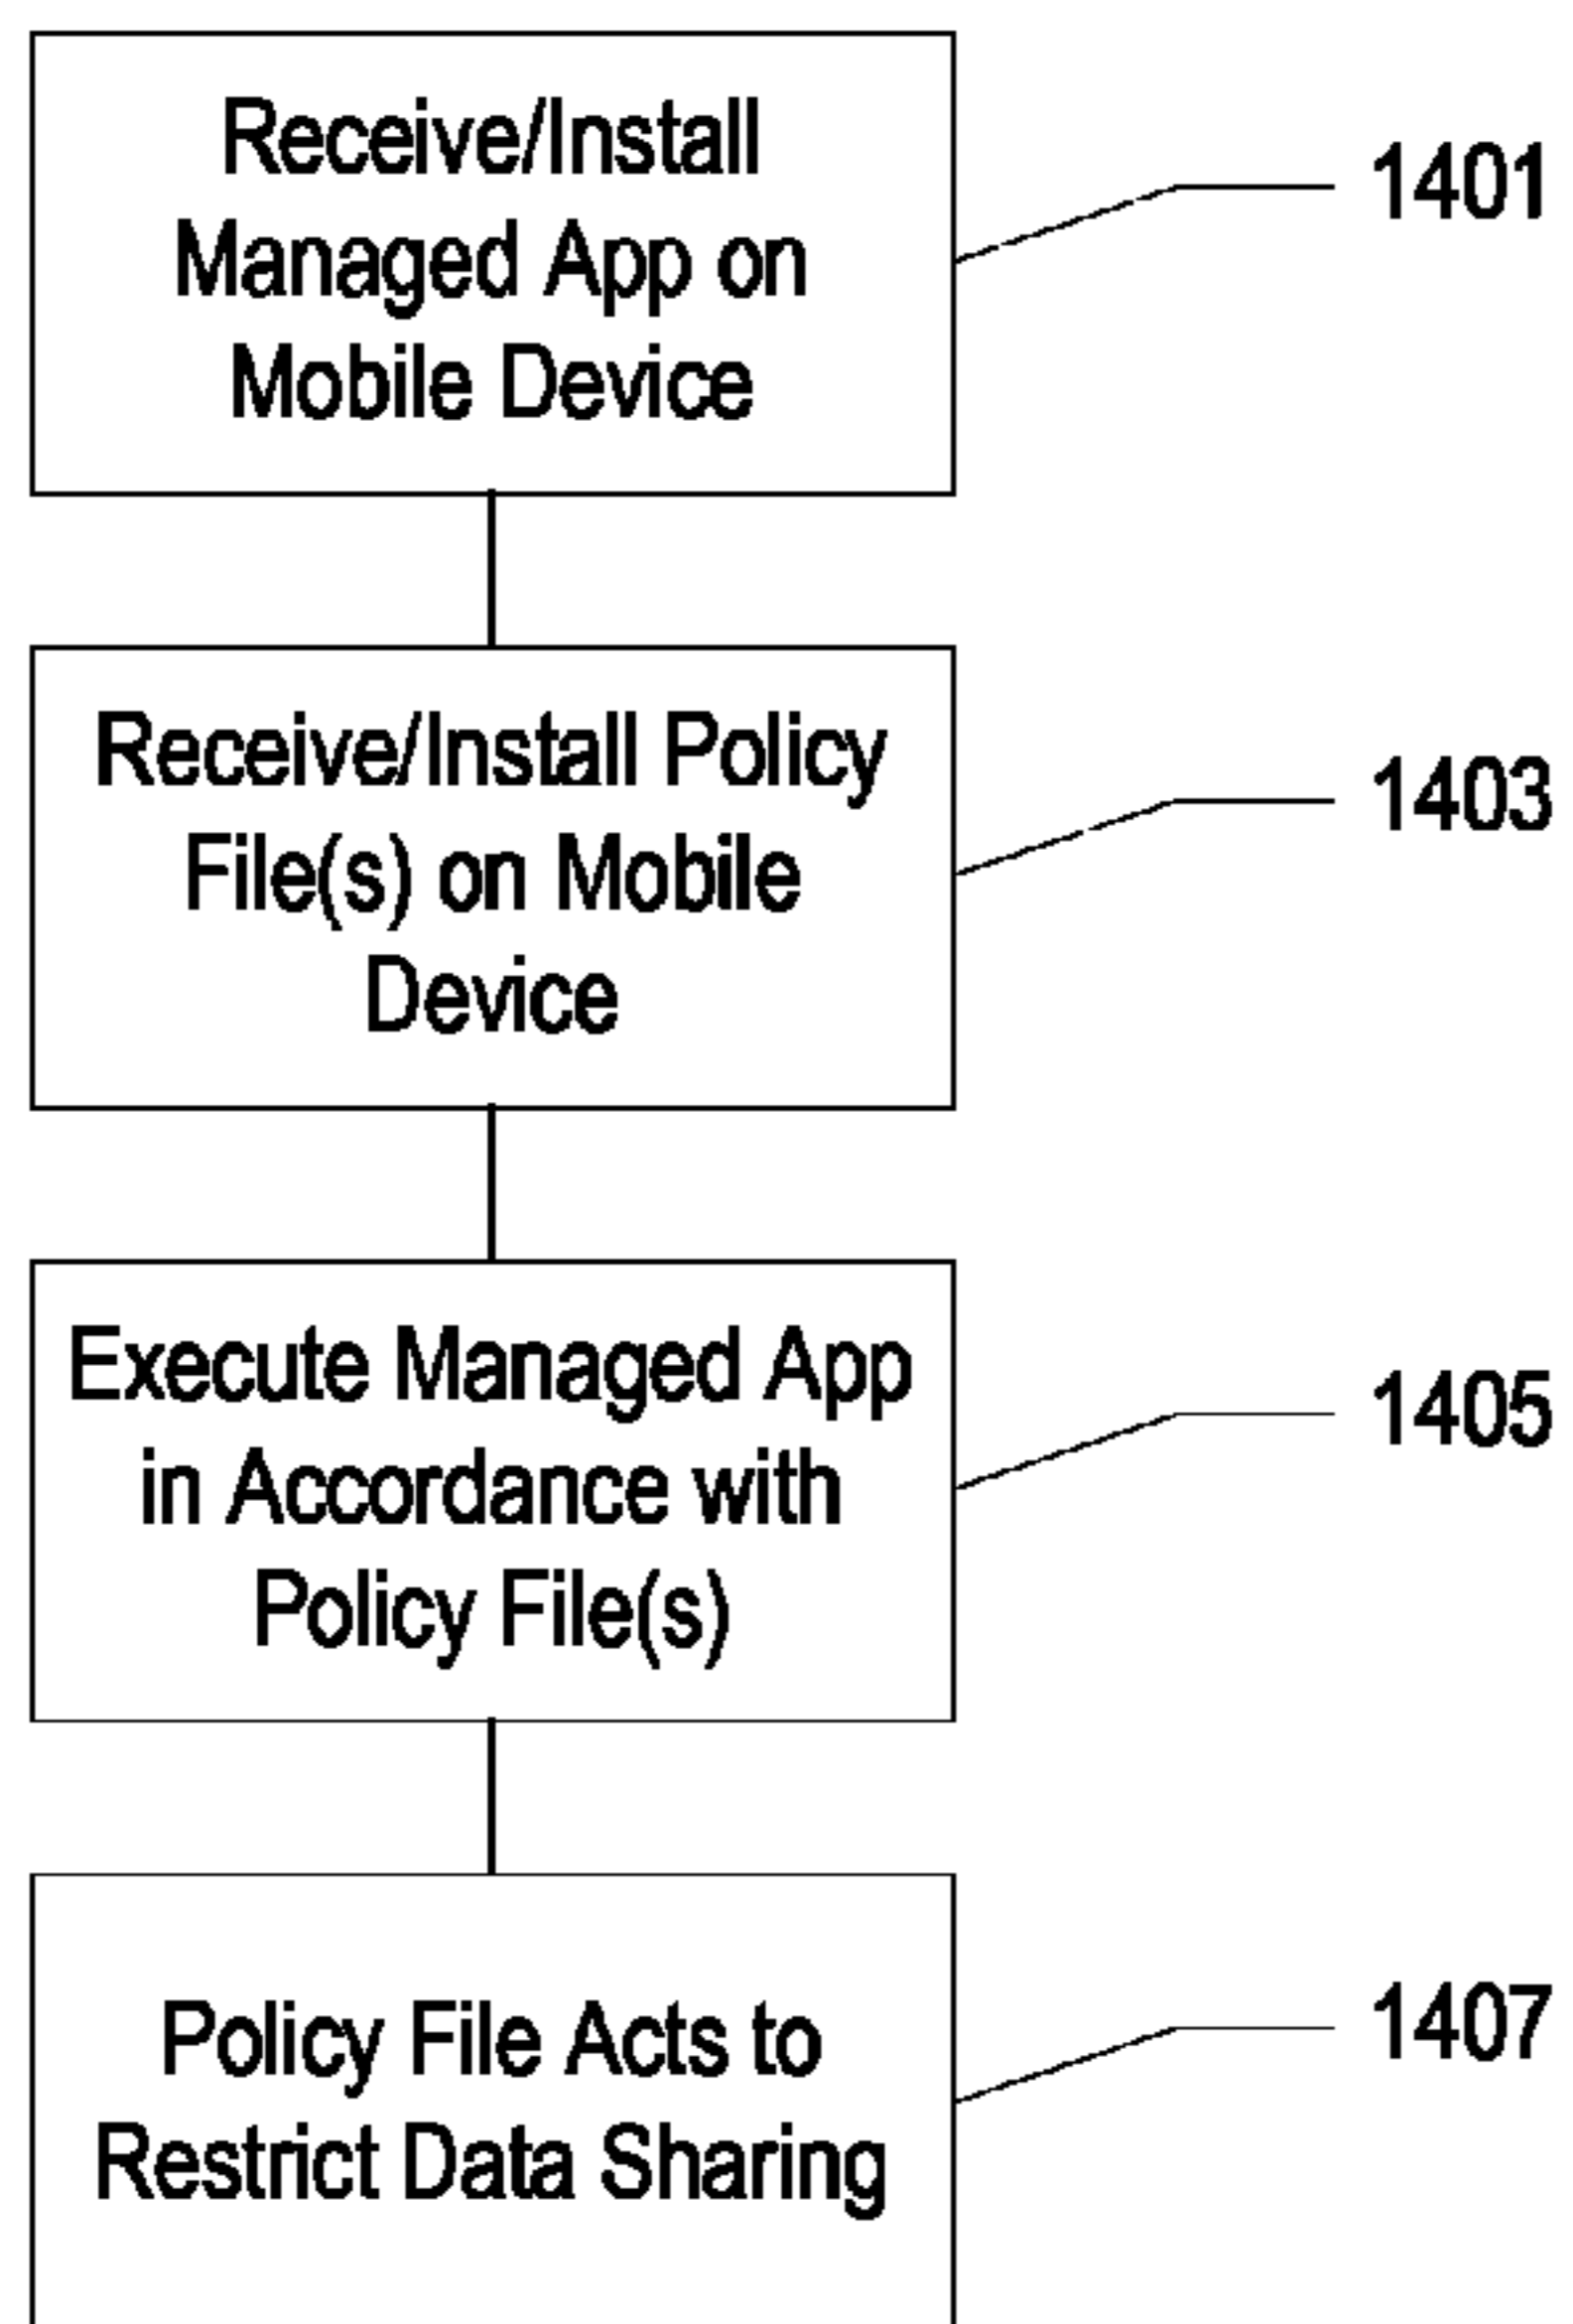 Receive/Install
Managed App on
Mobile Device
1401
Receive/Install Policy
File(s) on Mobile
Device
1403
Execute Managed App
in Accordance with
Policy File(s)
1405
Policy File Acts to
Restrict Data Sharing
1407